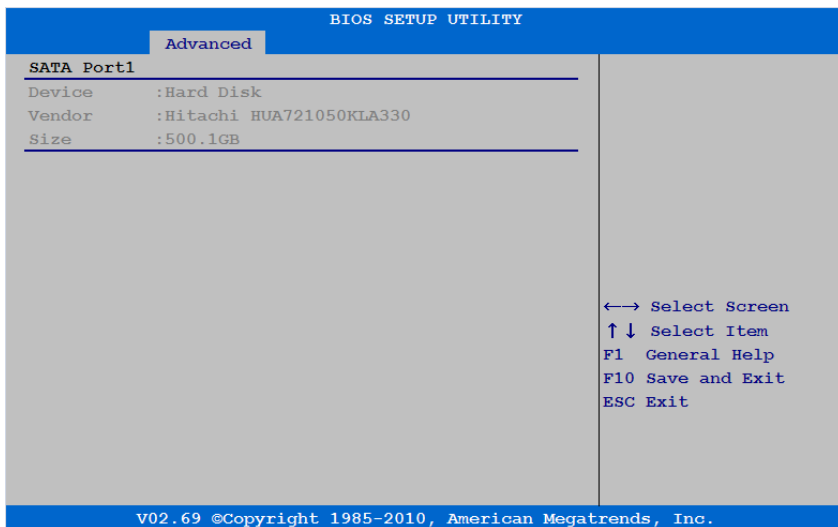 BIOS SETUP UTILITY
Advanced
SATA Port1
Device :Hard Disk
Vendor :Hitachi HUA721050KLA330
Size :500.1GB
←→ Select Screen
↑↓ Select Item
F1 General Help
F10 Save and Exit
ESC Exit
V02.69 ©Copyright 1985-2010, American Megatrends, Inc.